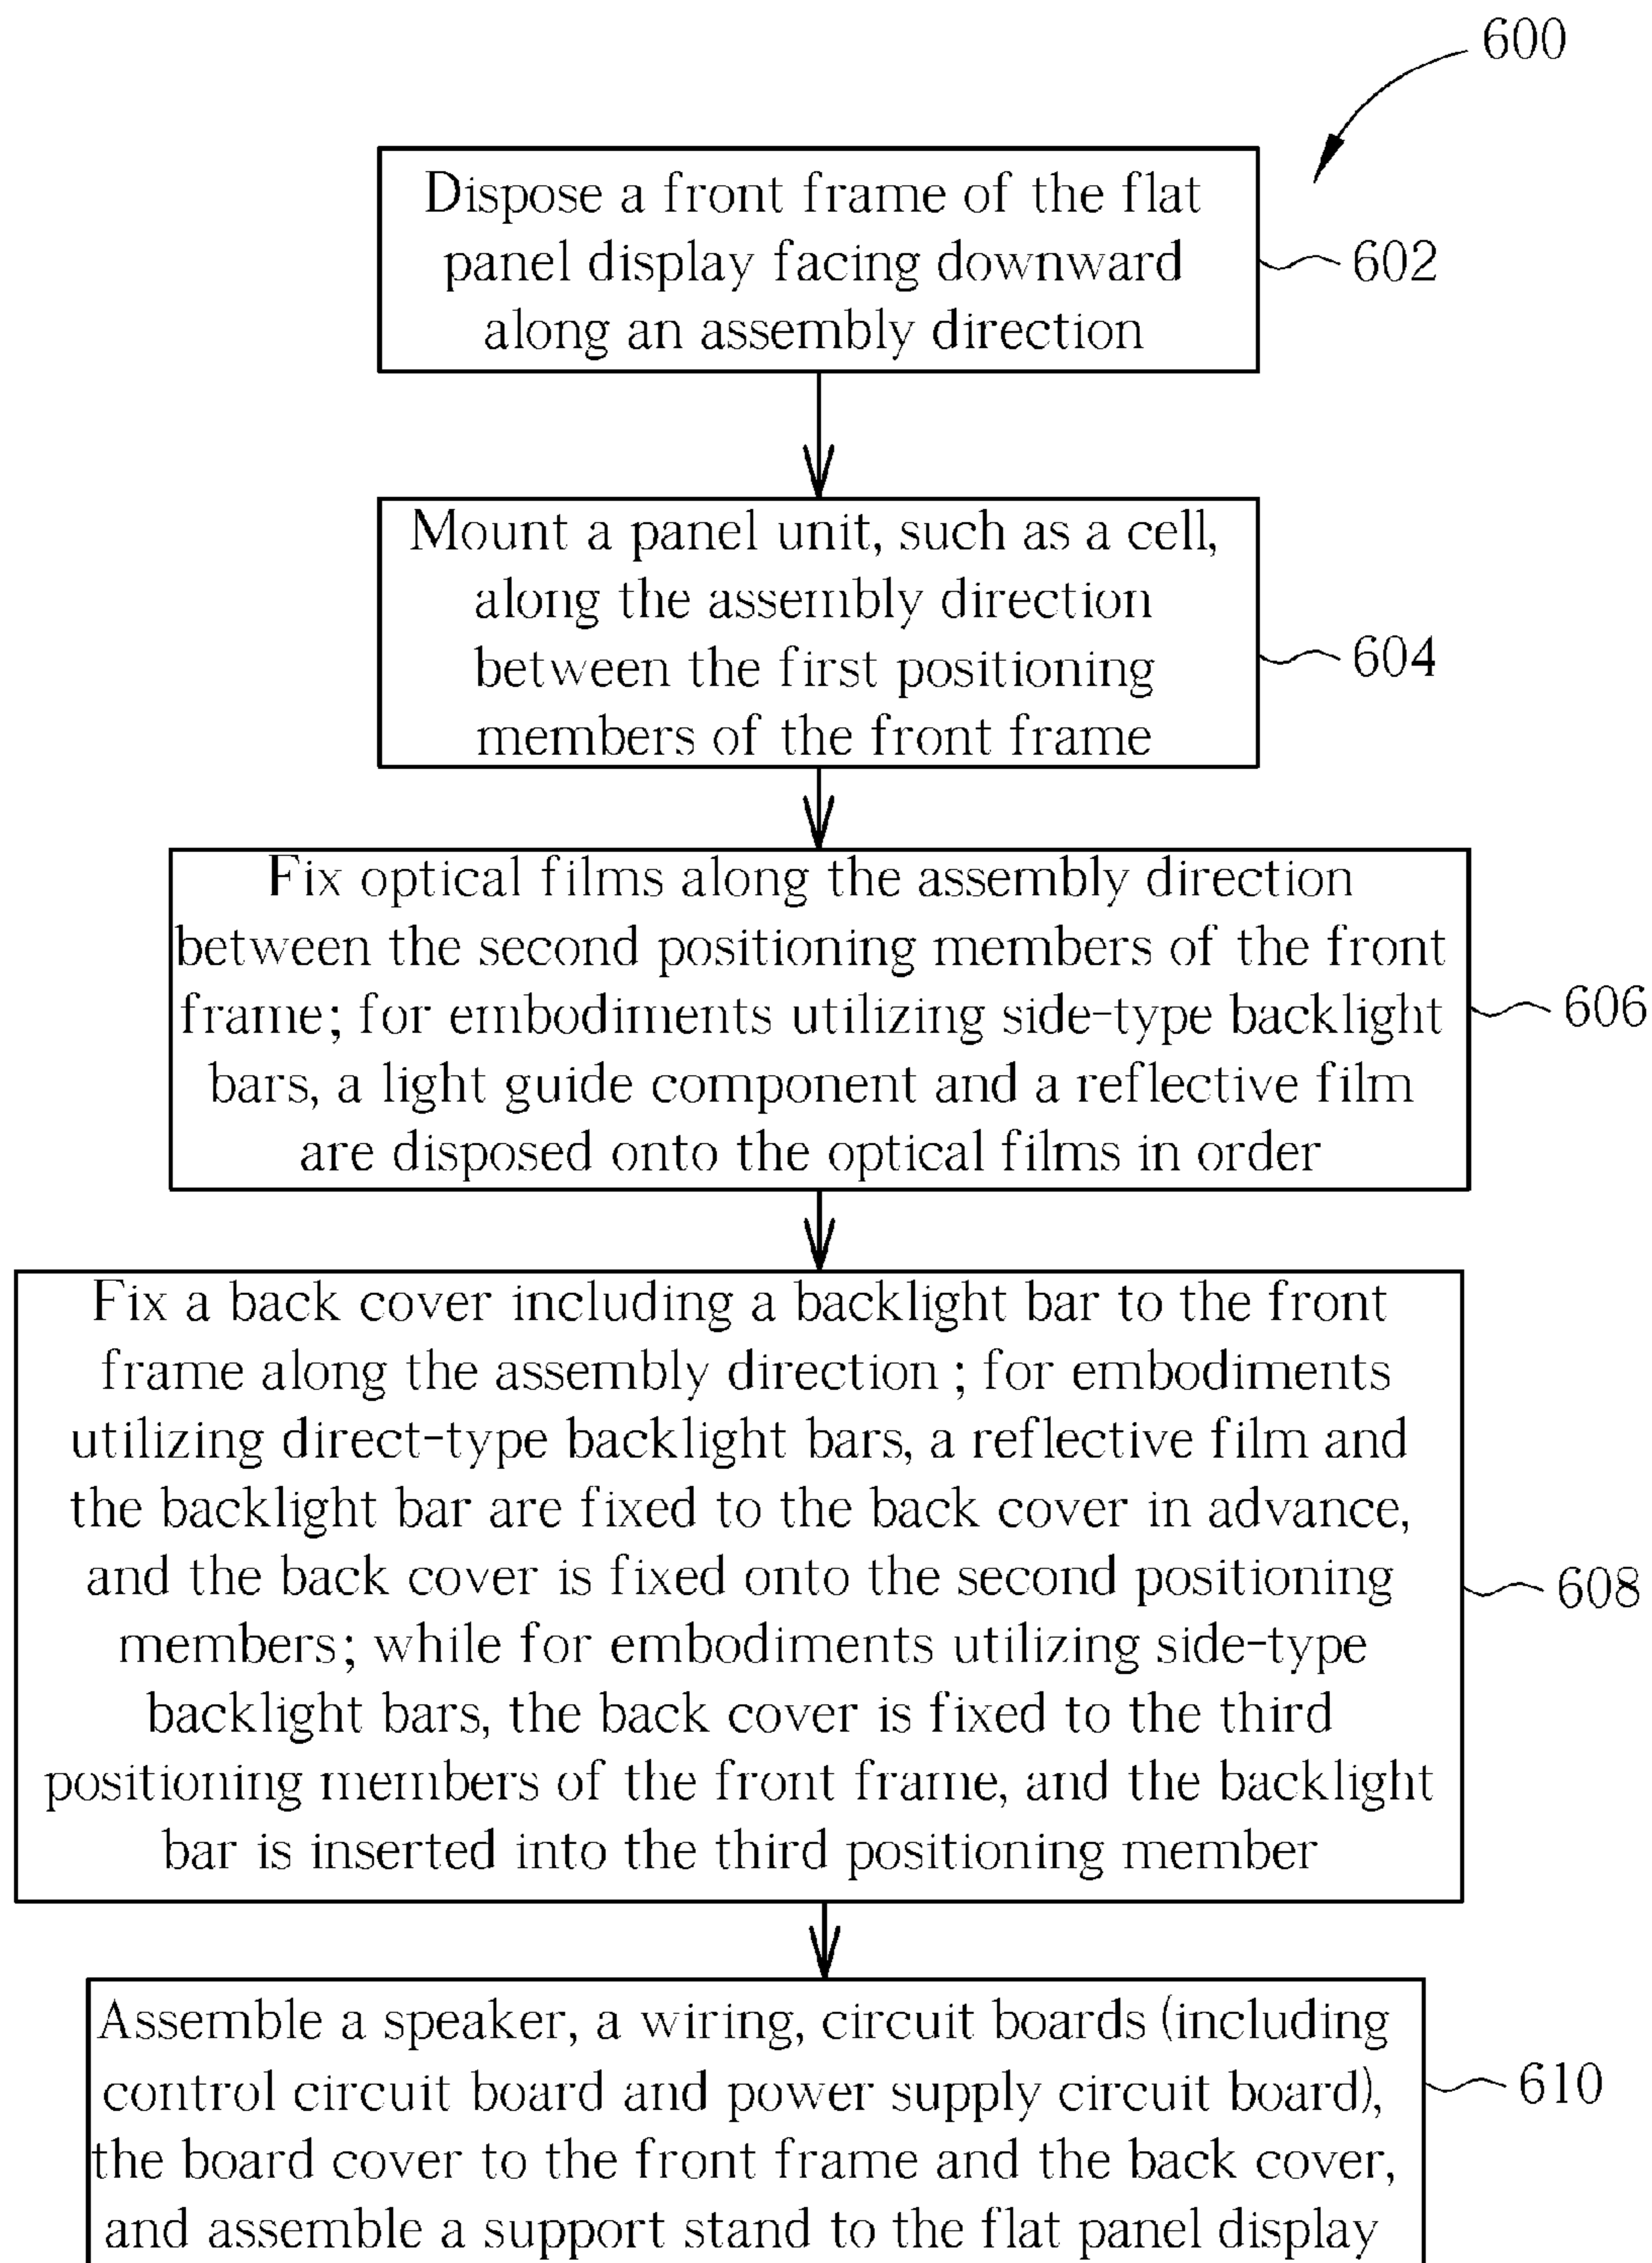 600
Dispose a front frame of the flat
panel display facing downward
along an assembly direction
602
Mount a panel unit, such as a cell,
along the assembly direction
between the first positioning
members of the front frame
604
Fix optical films along the assembly direction
between the second positioning members of the front
frame; for embodiments utilizing side-type backlight
bars, a light guide component and a reflective film
are disposed onto the optical films in order
606
Fix a back cover including a backlight bar to the front
frame along the assembly direction ; for embodiments
utilizing direct-type backlight bars, a reflective film and
the backlight bar are fixed to the back cover in advance,
and the back cover is fixed onto the second positioning
members; while for embodiments utilizing side-type
backlight bars, the back cover is fixed to the third
positioning members of the front frame, and the backlight
bar is inserted into the third positioning member
608
Assemble a speaker, a wiring, circuit boards (including
control circuit board and power supply circuit board),
the board cover to the front frame and the back cover,
and assemble a support stand to the flat panel display
610